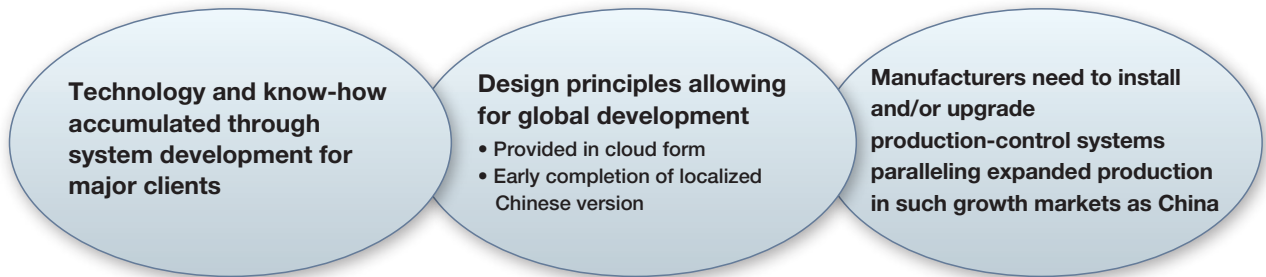 Technology and know-how
accumulated through
system development for
major clients
Design principles allowing
for global development
• Provided in cloud form
• Early completion of localized
Chinese version
Manufacturers need to install
and/or upgrade
production-control systems
paralleling expanded production
in such growth markets as China